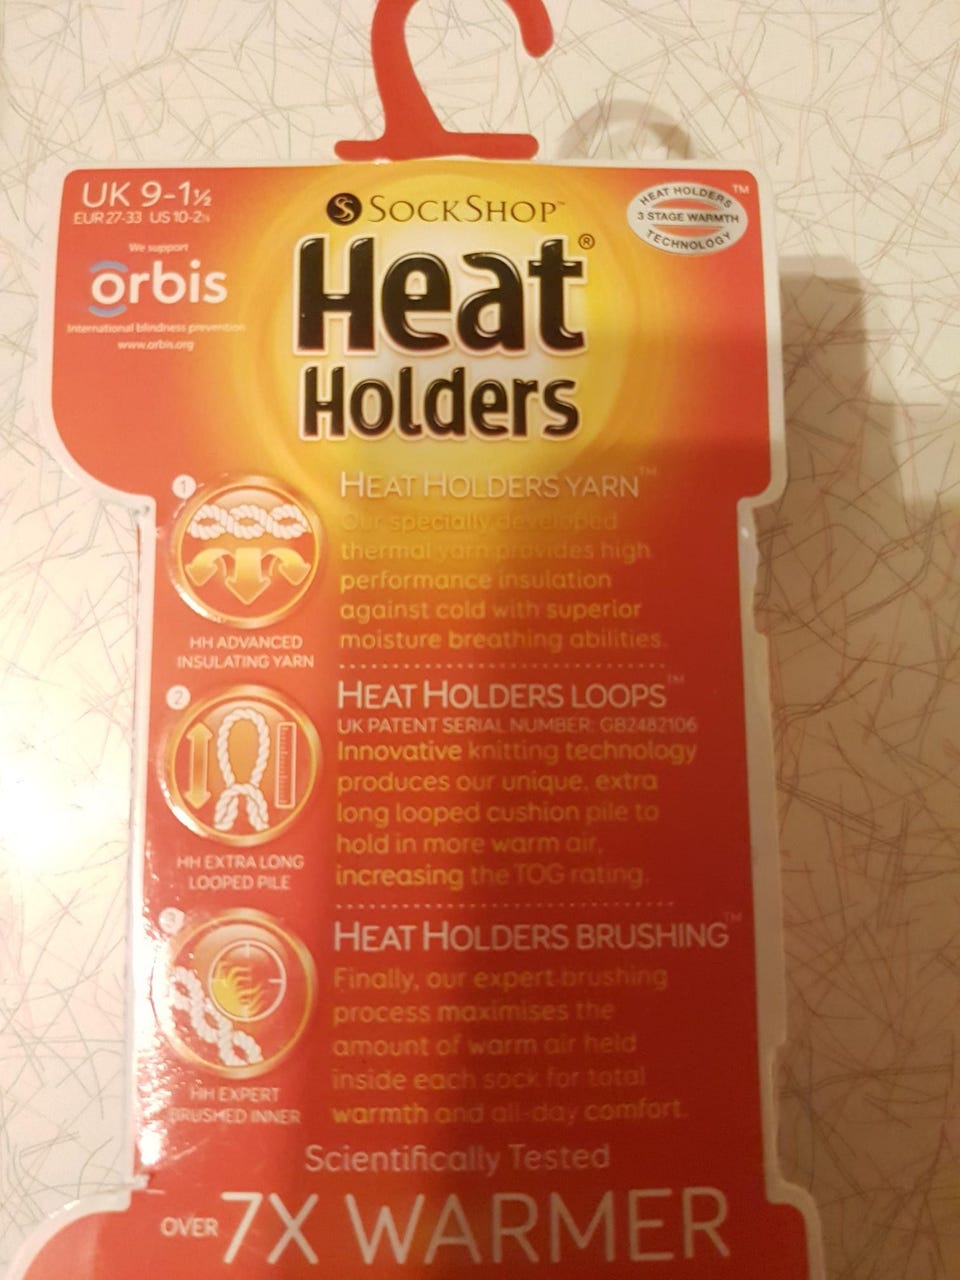 UK 9-1½
EUR 27-33 US 10-2½
We support
orbis
International blindness prevention
www.orbis.org
S SOCKSHOP™
Heat®
Holders
HEAT HOLDERS™
3 STAGE WARMTH
TECHNOLOGY
1
HH ADVANCED
INSULATING YARN
HEAT HOLDERS YARN™
Our specially developed
thermal yarn provides high
performance insulation
against cold with superior
moisture breathing abilities.
2
HH EXTRA LONG
LOOPED PILE
HEAT HOLDERS LOOPS™
UK PATENT SERIAL NUMBER: GB2482106
Innovative knitting technology
produces our unique, extra
long looped cushion pile to
hold in more warm air,
increasing the TOG rating.
3
HH EXPERT
BRUSHED INNER
HEAT HOLDERS BRUSHING™
Finally, our expert brushing
process maximises the
amount of warm air held
inside each sock for total
warmth and all-day comfort.
Scientifically Tested
OVER 7X WARMER